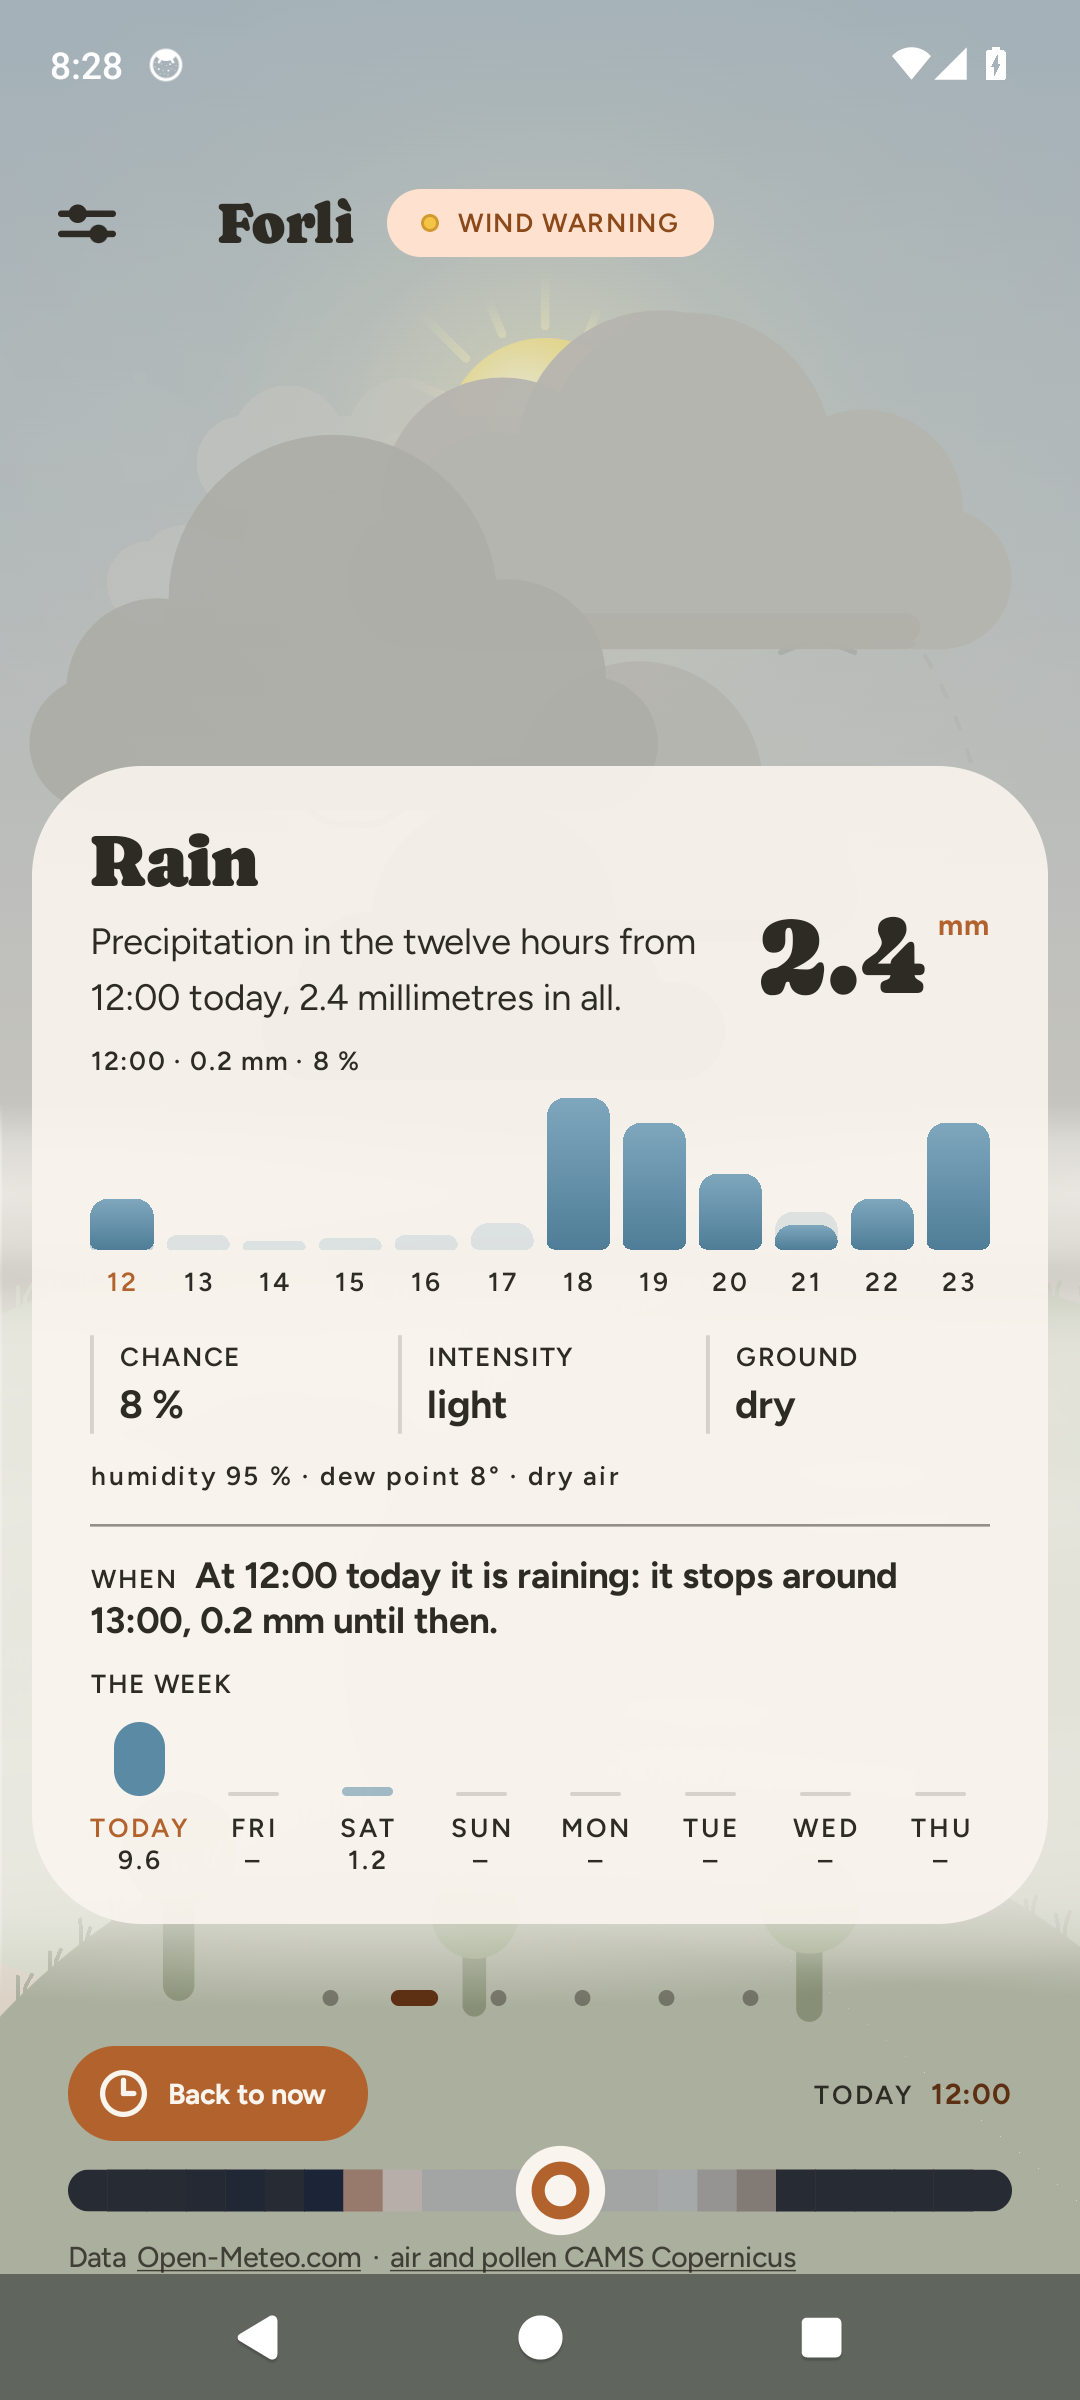 8:28
Forlì
WIND WARNING
Rain
Precipitation in the twelve hours from
12:00 today, 2.4 millimetres in all.
2.4 mm
12:00 · 0.2 mm · 8 %
12 13 14 15 16 17 18 19 20 21 22 23
CHANCE INTENSITY GROUND
8 % light dry
humidity 95 % · dew point 8° · dry air
WHEN At 12:00 today it is raining: it stops around
13:00, 0.2 mm until then.
THE WEEK
TODAY FRI SAT SUN MON TUE WED THU
9.6 – 1.2 – – – – –
Back to now
TODAY 12:00
Data Open-Meteo.com · air and pollen CAMS Copernicus